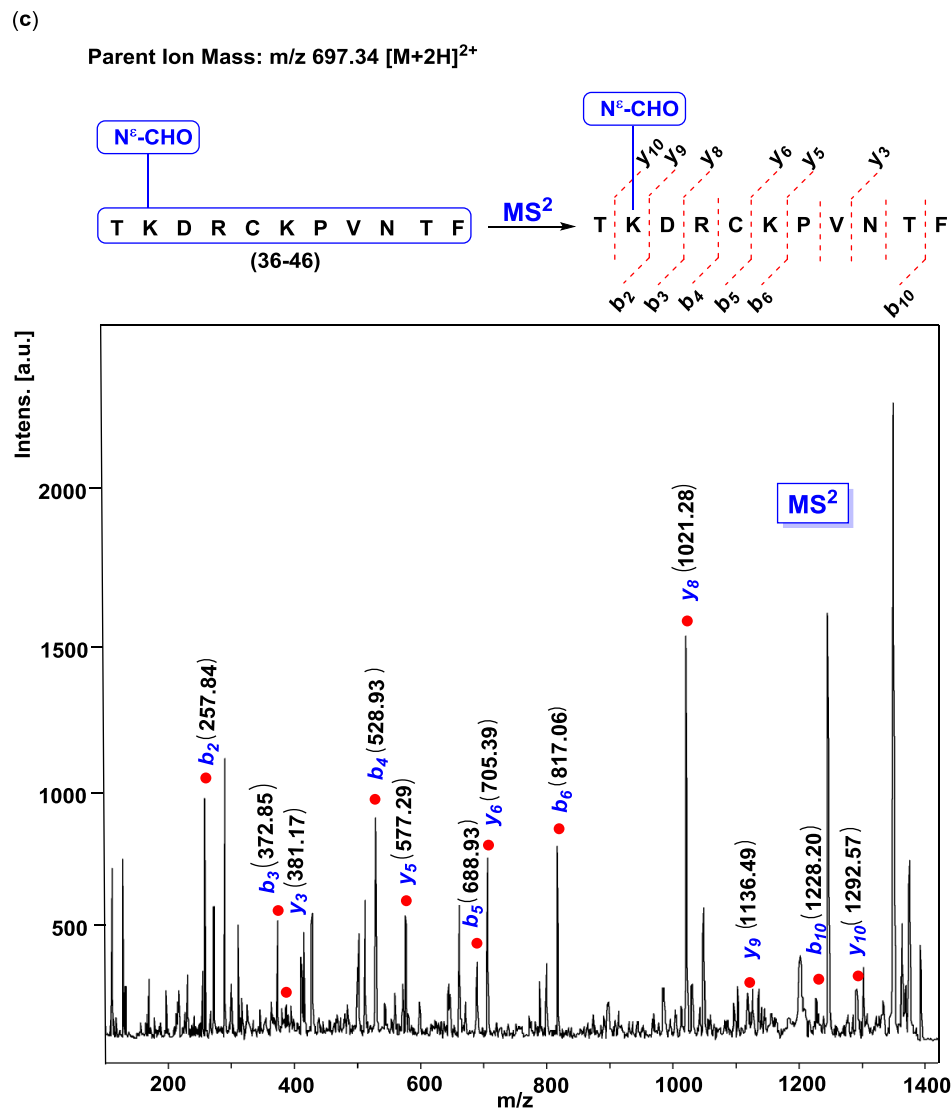 (c)
Parent Ion Mass: m/z 697.34 [M+2H]2+
Nε-CHO
Nε-CHO
y10 y9 y8 y6 y5 y3
T K D R C K P V N T F
MS2
T K D R C K P V N T F
(36-46)
b2 b3 b4 b5 b6 b10
Intens. [a.u.]
2000
1500
1000
500
MS2
b2 (257.84)
b3 (372.85)
y3 (381.17)
b4 (528.93)
y5 (577.29)
b5 (688.93)
y6 (705.39)
b6 (817.06)
y8 (1021.28)
y9 (1136.49)
b10 (1228.20)
y10 (1292.57)
200 400 600 800 1000 1200 1400
m/z